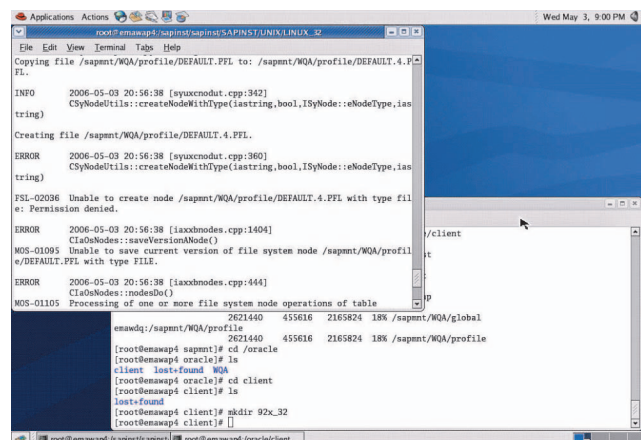 Applications Actions
Wed May 3, 9:00 PM
root@emawap4:/sapinst/sapinst/SAPINST/UNIX/LINUX_32
File Edit View Terminal Tabs Help
Copying file /sapmnt/WQA/profile/DEFAULT.PFL to: /sapmnt/WQA/profile/DEFAULT.4.P
FL.
INFO 2006-05-03 20:56:38 [syuxcnodut.cpp:342]
CSyNodeUtils::createNodeWithType(iastring,bool,ISyNode::eNodeType,ias
tring)
Creating file /sapmnt/WQA/profile/DEFAULT.4.PFL.
ERROR 2006-05-03 20:56:38 [syuxcnodut.cpp:360]
CSyNodeUtils::createNodeWithType(iastring,bool,ISyNode::eNodeType,ias
tring)
FSL-02036 Unable to create node /sapmnt/WQA/profile/DEFAULT.4.PFL with type fil
e: Permission denied.
ERROR 2006-05-03 20:56:38 [iaxxbnodes.cpp:1404]
CIaOsNodes::saveVersionANode()
MOS-01095 Unable to save current version of file system node /sapmnt/WQA/profil
e/DEFAULT.PFL with type FILE.
ERROR 2006-05-03 20:56:38 [iaxxbnodes.cpp:444]
CIaOsNodes::nodesDo()
MOS-01105 Processing of one or more file system node operations of table
/client
st
p
2621440 455616 2165824 18% /sapmnt/WQA/global
emawdq:/sapmnt/WQA/profile
2621440 455616 2165824 18% /sapmnt/WQA/profile
[root@emawap4 sapmnt]# cd /oracle
[root@emawap4 oracle]# ls
client lost+found WQA
[root@emawap4 oracle]# cd client
[root@emawap4 client]# ls
lost+found
[root@emawap4 client]# mkdir 92x_32
[root@emawap4 client]#
root@emawap4:/sapinst/sapinst
root@emawap4:/oracle/client